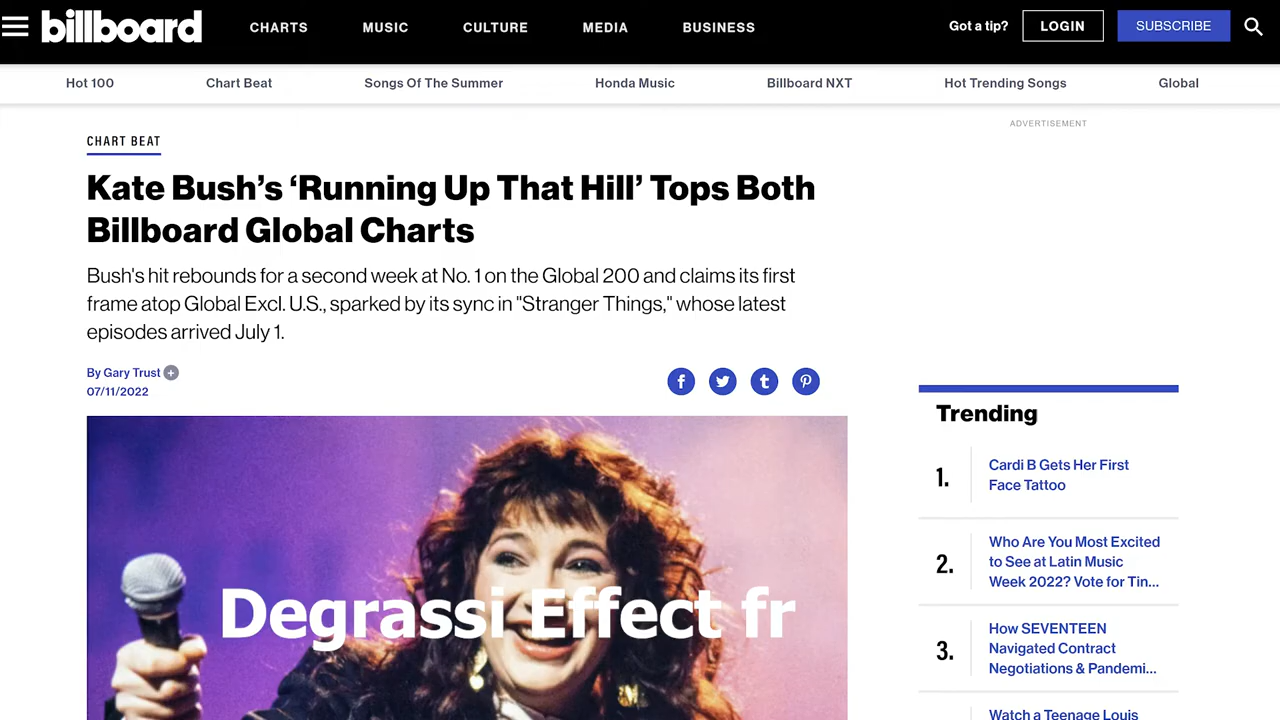 billboard
CHARTS MUSIC CULTURE MEDIA BUSINESS
Got a tip? LOGIN SUBSCRIBE
Hot 100 Chart Beat Songs Of The Summer Honda Music Billboard NXT Hot Trending Songs Global
ADVERTISEMENT
CHART BEAT
Kate Bush’s ‘Running Up That Hill’ Tops Both
Billboard Global Charts
Bush's hit rebounds for a second week at No. 1 on the Global 200 and claims its first
frame atop Global Excl. U.S., sparked by its sync in "Stranger Things," whose latest
episodes arrived July 1.
By Gary Trust +
07/11/2022
Degrassi Effect fr
Trending
1. Cardi B Gets Her First
Face Tattoo
2. Who Are You Most Excited
to See at Latin Music
Week 2022? Vote for Tin...
3. How SEVENTEEN
Navigated Contract
Negotiations & Pandemi...
Watch a Teenage Louis